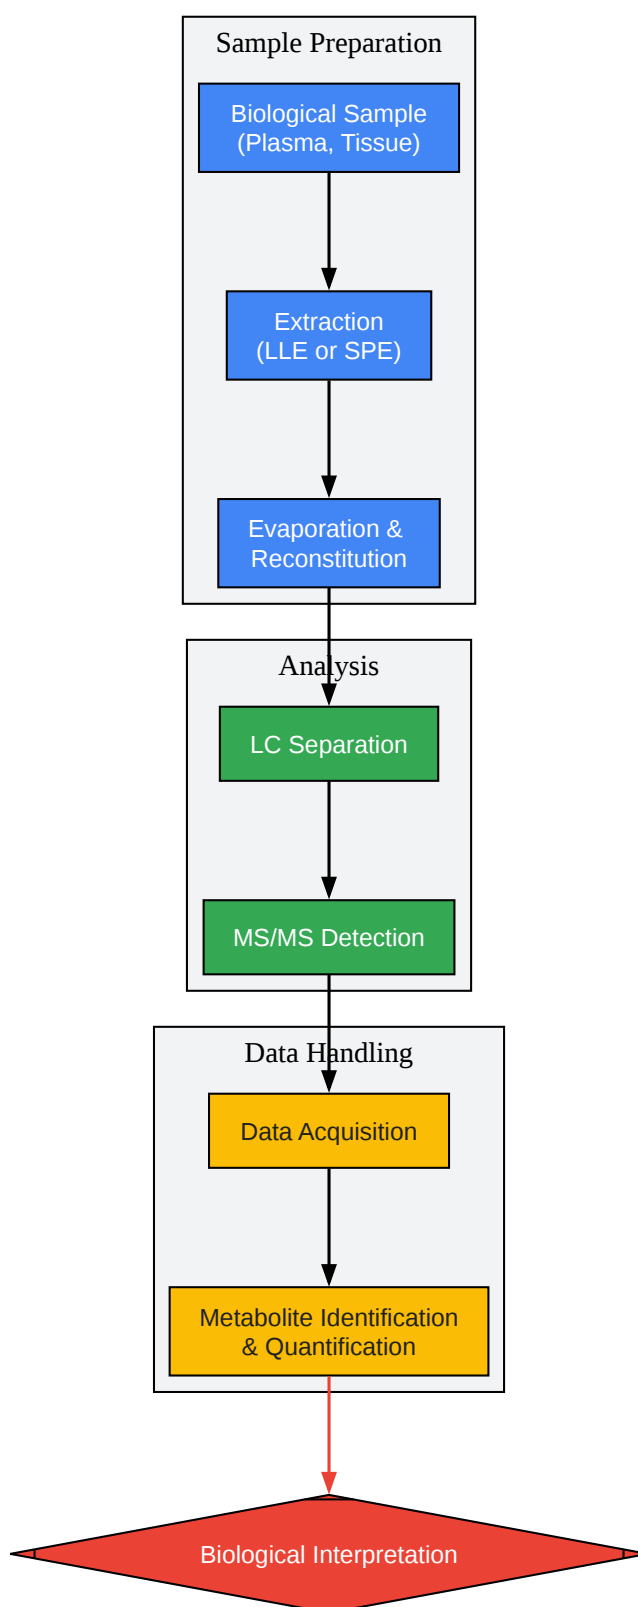 Sample Preparation
Biological Sample
(Plasma, Tissue)
Extraction
(LLE or SPE)
Evaporation &
Reconstitution
Analysis
LC Separation
MS/MS Detection
Data Handling
Data Acquisition
Metabolite Identification
& Quantification
Biological Interpretation